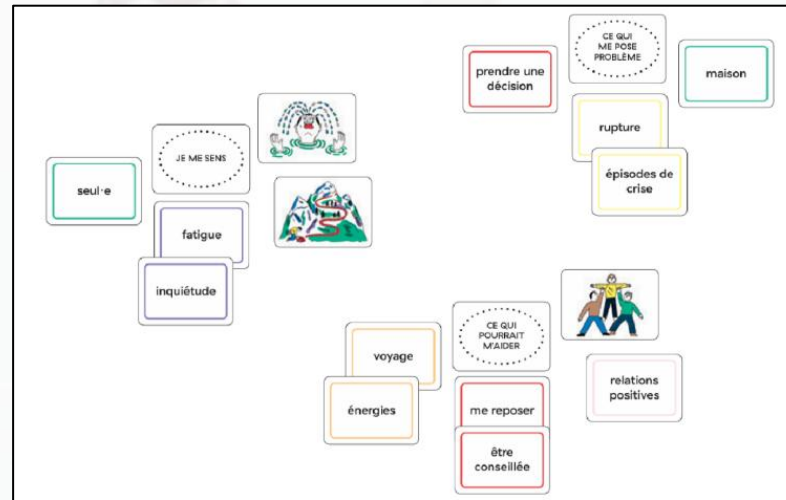 JE ME SENS
seul·e
fatigue
inquiétude
CE QUI
ME POSE
PROBLÈME
prendre une
décision
maison
rupture
épisodes de
crise
CE QUI
POURRAIT
M'AIDER
voyage
énergies
me reposer
être
conseillée
relations
positives